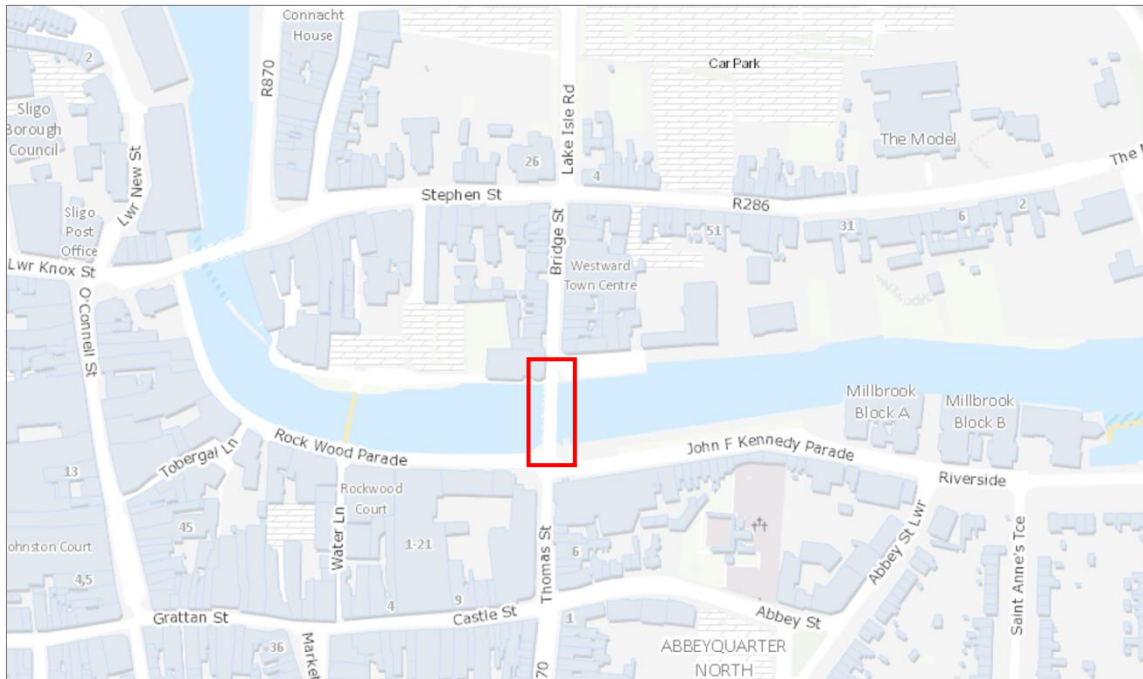 Connacht
House
2
R870
Lake Isle Rd
Car Park
Sligo
Borough
Council
Lwr New St
26
4
The Model
Stephen St
R286
51
31
6
2
Sligo
Post
Office
Bridge St
Westward
Town Centre
Lwr Knox St
O'Connell St
Millbrook
Block A
Millbrook
Block B
Tobergal Ln
Rock Wood Parade
John F Kennedy Parade
Riverside
13
Rockwood
Court
Water Ln
45
1-21
Thomas St
6
Abbey St Lwr
Saint Anne's Tce
ohnston Court
4,5
Grattan St
4
9
Castle St
1
Abbey St
36
Market
70
ABBEYQUARTER
NORTH